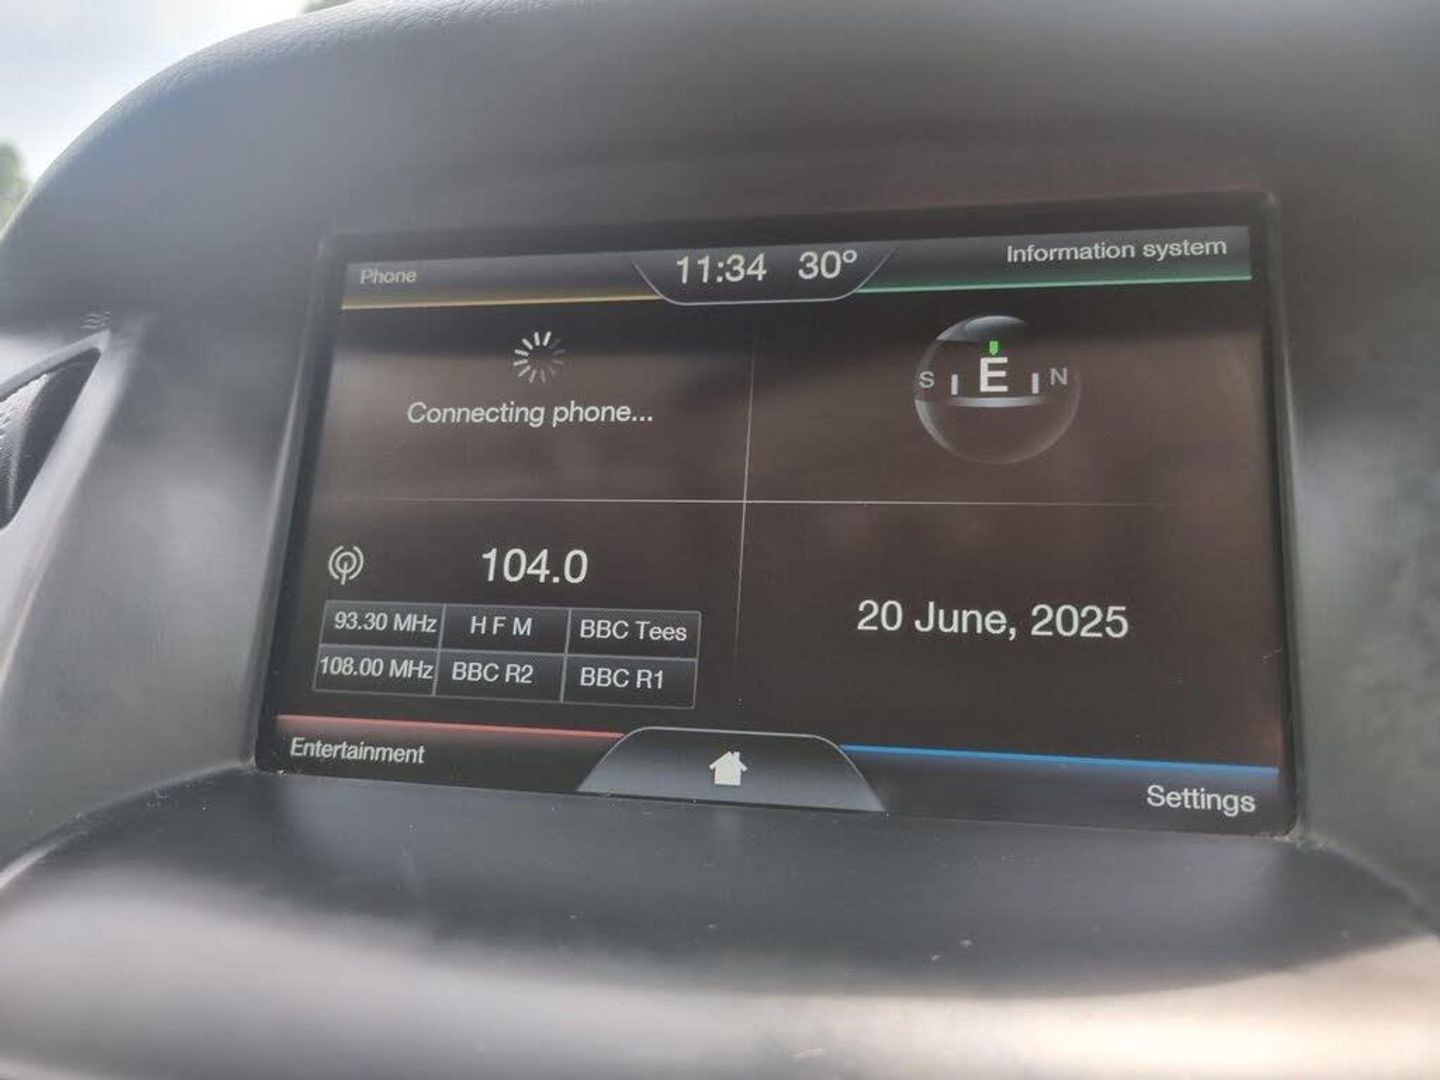 Phone
11:34 30°
Information system
Connecting phone...
S E N
104.0
93.30 MHz H F M BBC Tees
108.00 MHz BBC R2 BBC R1
20 June, 2025
Entertainment
Settings